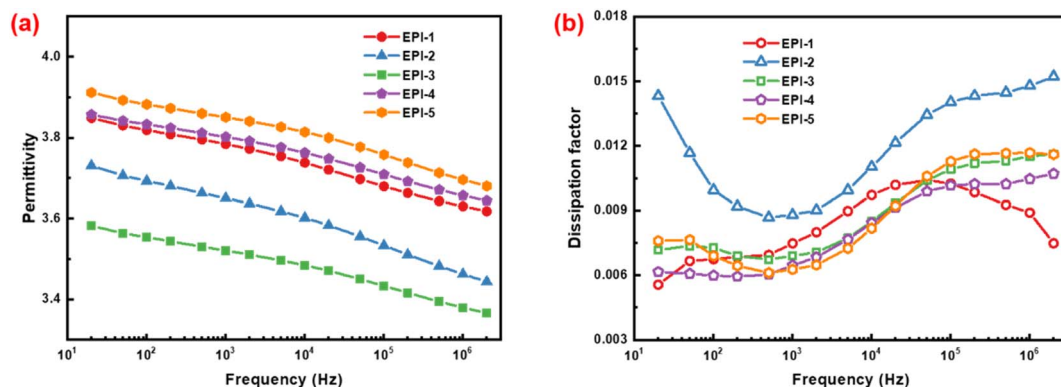 (a)
EPI-1
EPI-2
EPI-3
EPI-4
EPI-5
4.0
3.8
3.6
3.4
Permittivity
10¹ 10² 10³ 10⁴ 10⁵ 10⁶
Frequency (Hz)
(b)
EPI-1
EPI-2
EPI-3
EPI-4
EPI-5
0.018
0.015
0.012
0.009
0.006
0.003
Dissipation factor
10¹ 10² 10³ 10⁴ 10⁵ 10⁶
Frequency (Hz)